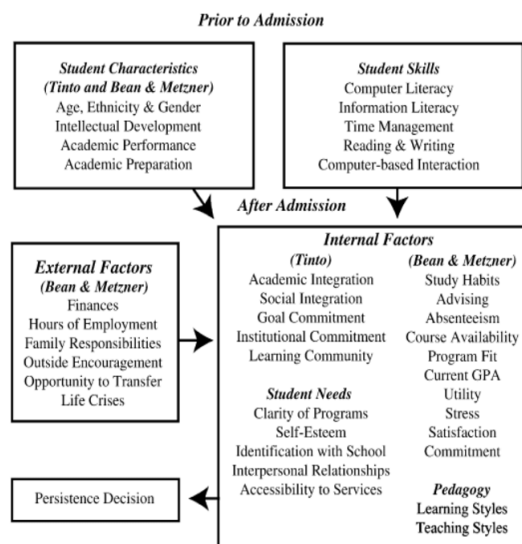 Prior to Admission
Student Characteristics
(Tinto and Bean & Metzner)
Age, Ethnicity & Gender
Intellectual Development
Academic Performance
Academic Preparation
Student Skills
Computer Literacy
Information Literacy
Time Management
Reading & Writing
Computer-based Interaction
After Admission
External Factors
(Bean & Metzner)
Finances
Hours of Employment
Family Responsibilities
Outside Encouragement
Opportunity to Transfer
Life Crises
Internal Factors
(Tinto)
Academic Integration
Social Integration
Goal Commitment
Institutional Commitment
Learning Community
Student Needs
Clarity of Programs
Self-Esteem
Identification with School
Interpersonal Relationships
Accessibility to Services
(Bean & Metzner)
Study Habits
Advising
Absenteeism
Course Availability
Program Fit
Current GPA
Utility
Stress
Satisfaction
Commitment
Pedagogy
Learning Styles
Teaching Styles
Persistence Decision